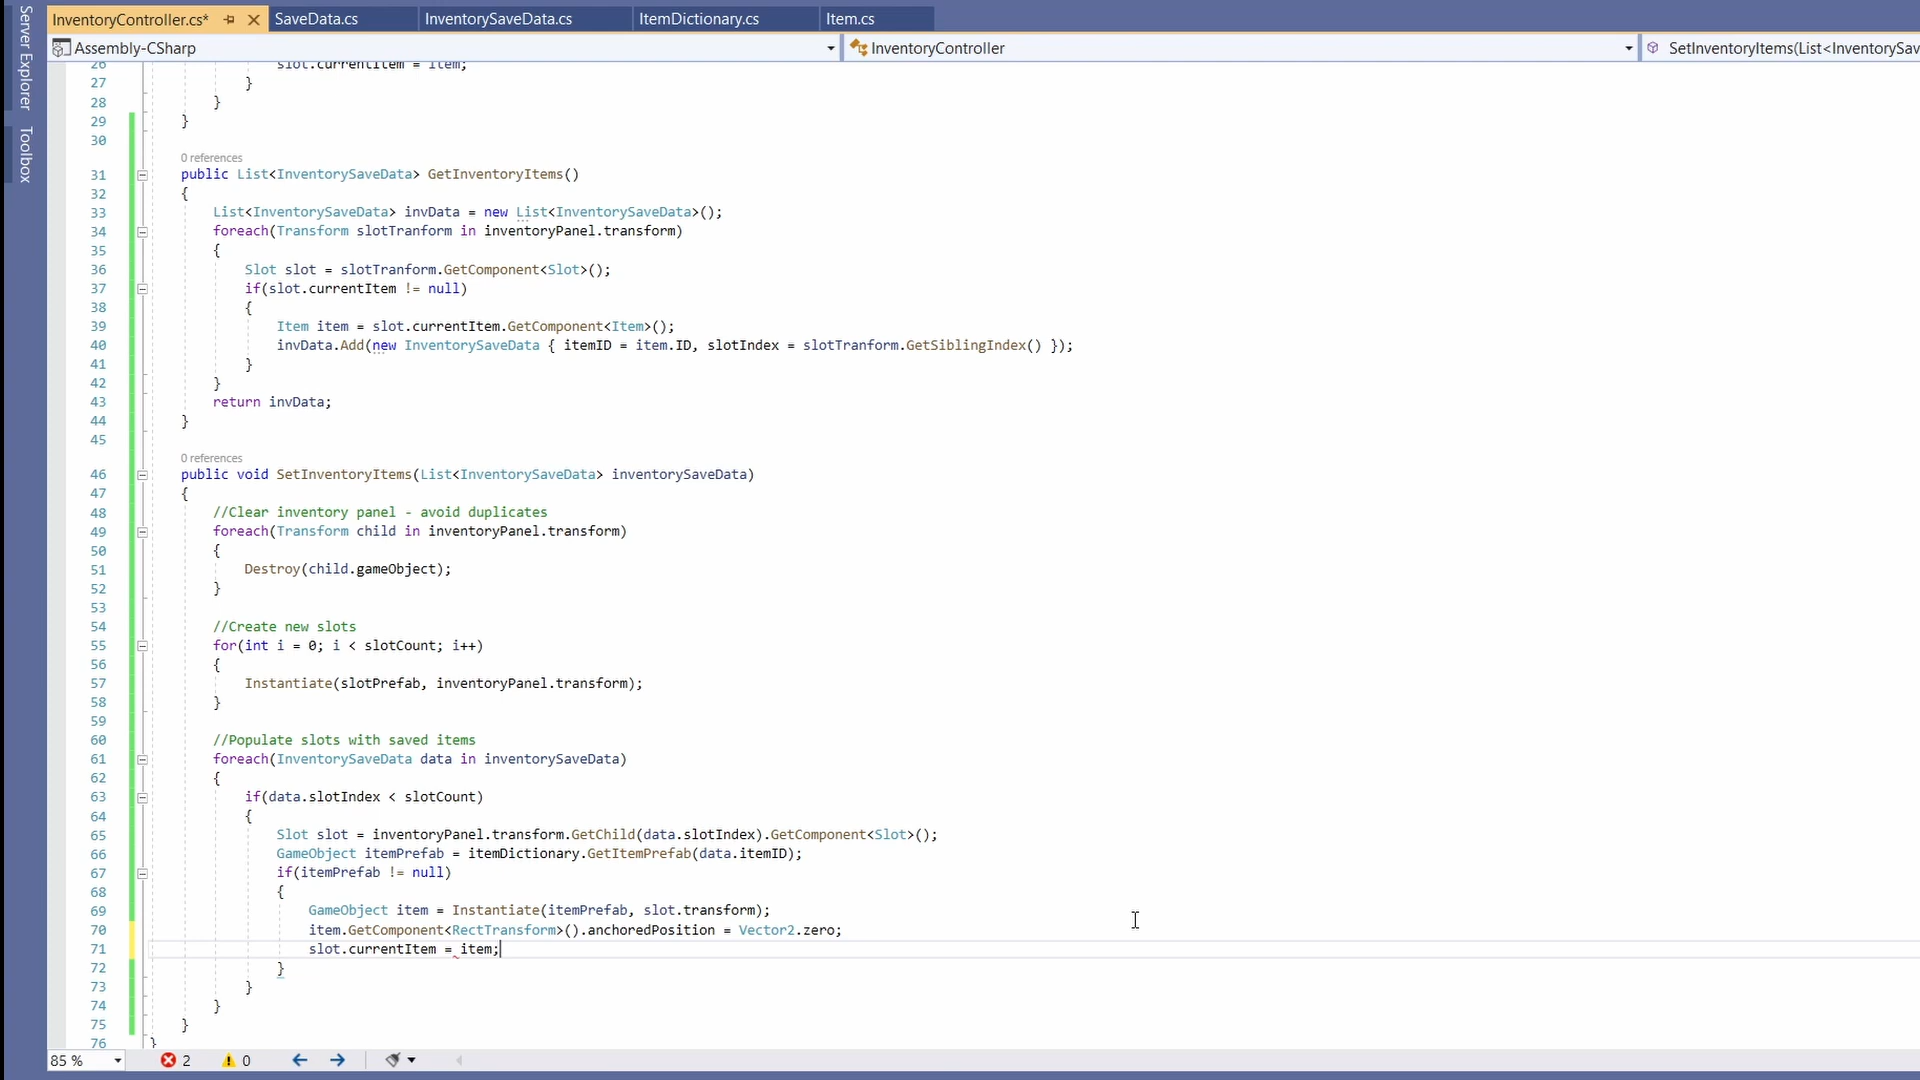 Server Explorer
Toolbox
InventoryController.cs*
SaveData.cs
InventorySaveData.cs
ItemDictionary.cs
Item.cs
Assembly-CSharp
InventoryController
SetInventoryItems(List<InventorySav
26 slot.currentItem = item;
27 }
28 }
29 }
30
0 references
31 public List<InventorySaveData> GetInventoryItems()
32 {
33 List<InventorySaveData> invData = new List<InventorySaveData>();
34 foreach(Transform slotTranform in inventoryPanel.transform)
35 {
36 Slot slot = slotTranform.GetComponent<Slot>();
37 if(slot.currentItem != null)
38 {
39 Item item = slot.currentItem.GetComponent<Item>();
40 invData.Add(new InventorySaveData { itemID = item.ID, slotIndex = slotTranform.GetSiblingIndex() });
41 }
42 }
43 return invData;
44 }
45
0 references
46 public void SetInventoryItems(List<InventorySaveData> inventorySaveData)
47 {
48 //Clear inventory panel - avoid duplicates
49 foreach(Transform child in inventoryPanel.transform)
50 {
51 Destroy(child.gameObject);
52 }
53
54 //Create new slots
55 for(int i = 0; i < slotCount; i++)
56 {
57 Instantiate(slotPrefab, inventoryPanel.transform);
58 }
59
60 //Populate slots with saved items
61 foreach(InventorySaveData data in inventorySaveData)
62 {
63 if(data.slotIndex < slotCount)
64 {
65 Slot slot = inventoryPanel.transform.GetChild(data.slotIndex).GetComponent<Slot>();
66 GameObject itemPrefab = itemDictionary.GetItemPrefab(data.itemID);
67 if(itemPrefab != null)
68 {
69 GameObject item = Instantiate(itemPrefab, slot.transform);
70 item.GetComponent<RectTransform>().anchoredPosition = Vector2.zero;
71 slot.currentItem = item;
72 }
73 }
74 }
75 }
76 }
85 % 2 0